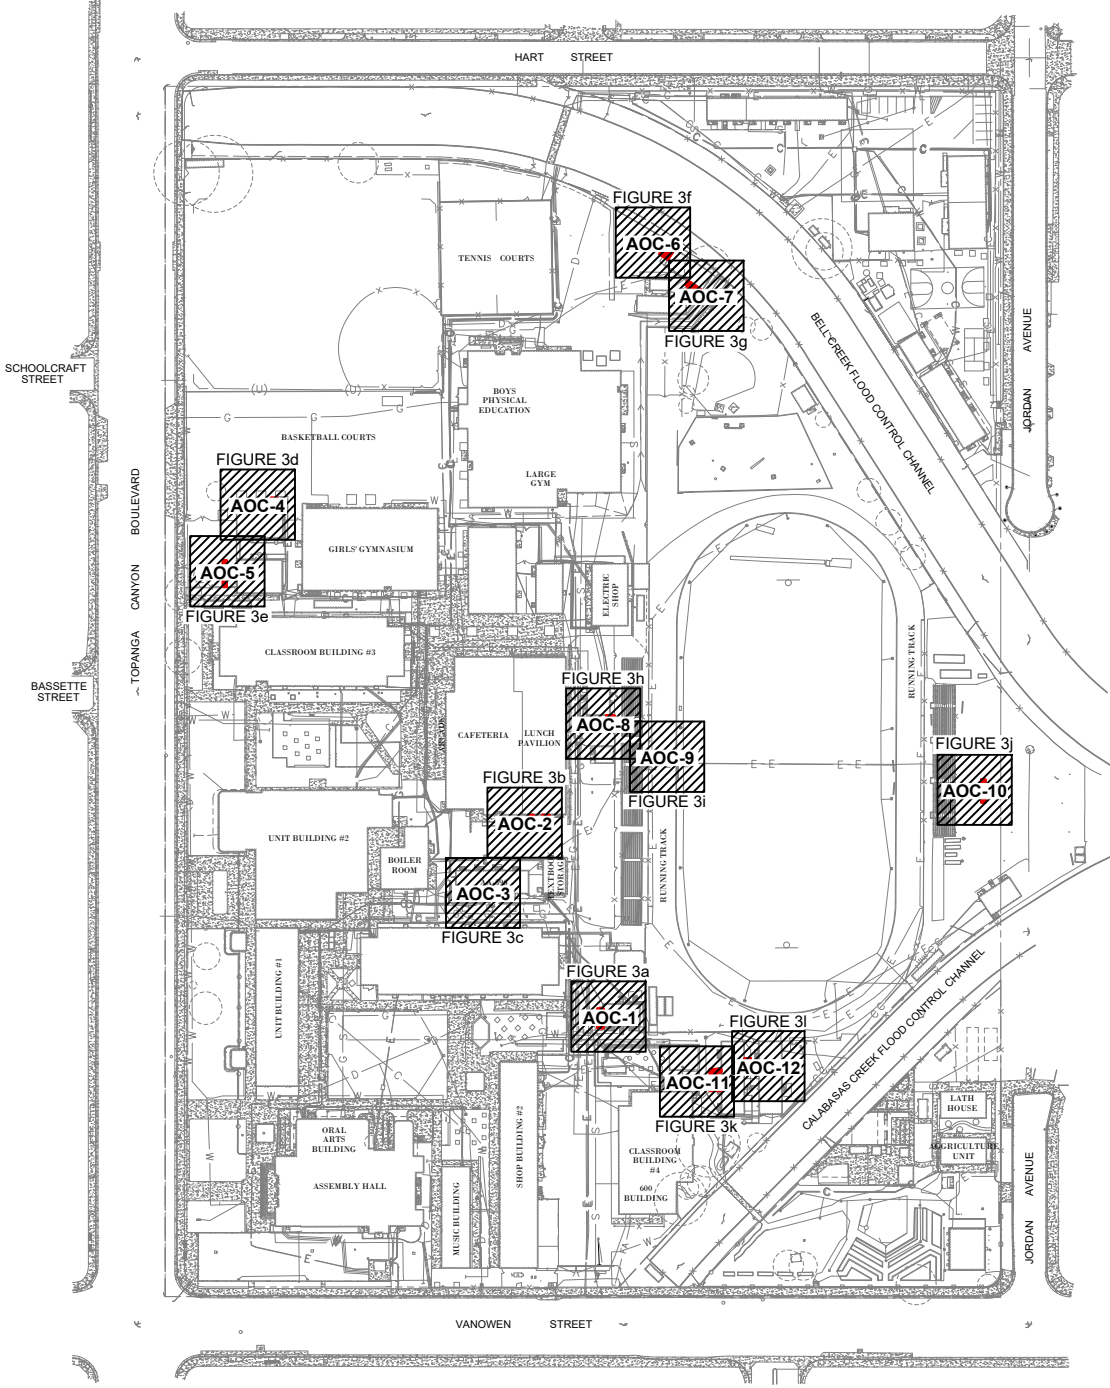 HART STREET
FIGURE 3f
AOC-6
TENNIS COURTS
AOC-7
FIGURE 3g
BELL CREEK FLOOD CONTROL CHANNEL
JORDAN AVENUE
SCHOOLCRAFT
STREET
BOYS
PHYSICAL
EDUCATION
BASKETBALL COURTS
LARGE
GYM
FIGURE 3d
AOC-4
GIRLS' GYMNASIUM
AOC-5
FIGURE 3e
TOPANGA CANYON BOULEVARD
ELECTRIC
SHOP
CLASSROOM BUILDING #3
RUNNING TRACK
BASSETTE
STREET
FIGURE 3h
AOC-8
ARCADE
CAFETERIA
LUNCH
PAVILION
AOC-9
FIGURE 3i
FIGURE 3j
AOC-10
FIGURE 3b
AOC-2
UNIT BUILDING #2
BOILER
ROOM
TEXTBOOK
STORAGE
RUNNING TRACK
AOC-3
FIGURE 3c
UNIT BUILDING #1
FIGURE 3a
AOC-1
CALABASAS CREEK FLOOD CONTROL CHANNEL
FIGURE 3l
AOC-12
AOC-11
FIGURE 3k
LATH
HOUSE
AGGRICULTURE
UNIT
ORAL
ARTS
BUILDING
ASSEMBLY HALL
MUSIC BUILDING
SHOP BUILDING #2
CLASSROOM
BUILDING
#4
600
BUILDING
JORDAN AVENUE
VANOWEN STREET